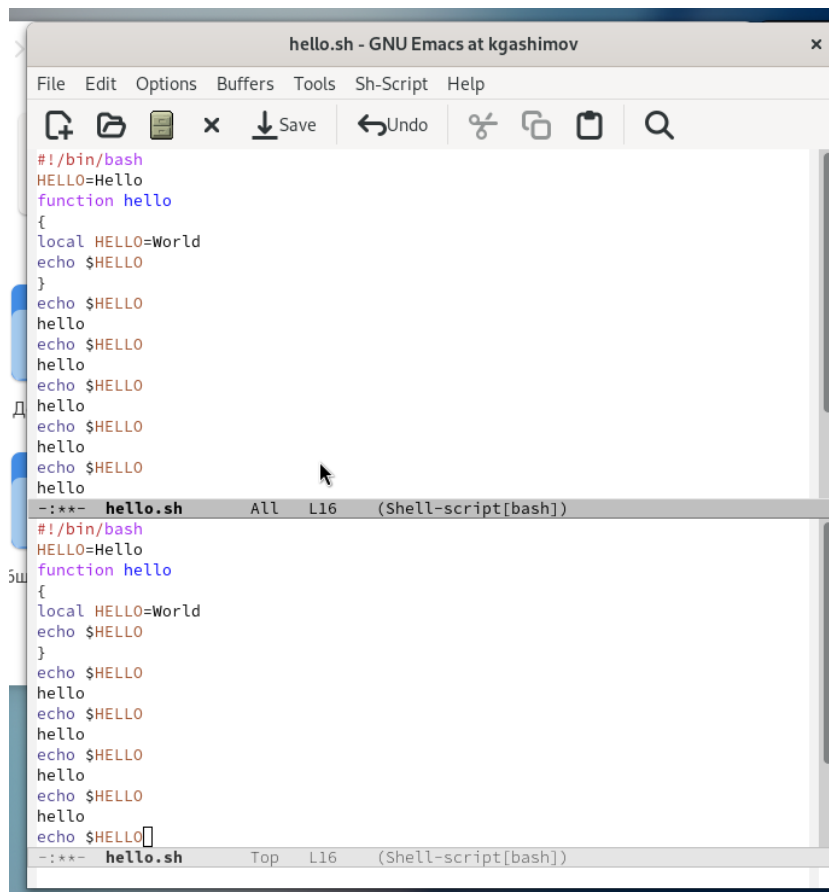 hello.sh - GNU Emacs at kgashimov ×
File Edit Options Buffers Tools Sh-Script Help
Save Undo
#!/bin/bash
HELLO=Hello
function hello
{
local HELLO=World
echo $HELLO
}
echo $HELLO
hello
echo $HELLO
hello
echo $HELLO
hello
echo $HELLO
hello
echo $HELLO
hello
-:**- hello.sh All L16 (Shell-script[bash])
#!/bin/bash
HELLO=Hello
function hello
{
local HELLO=World
echo $HELLO
}
echo $HELLO
hello
echo $HELLO
hello
echo $HELLO
hello
echo $HELLO
hello
echo $HELLO
-:**- hello.sh Top L16 (Shell-script[bash])